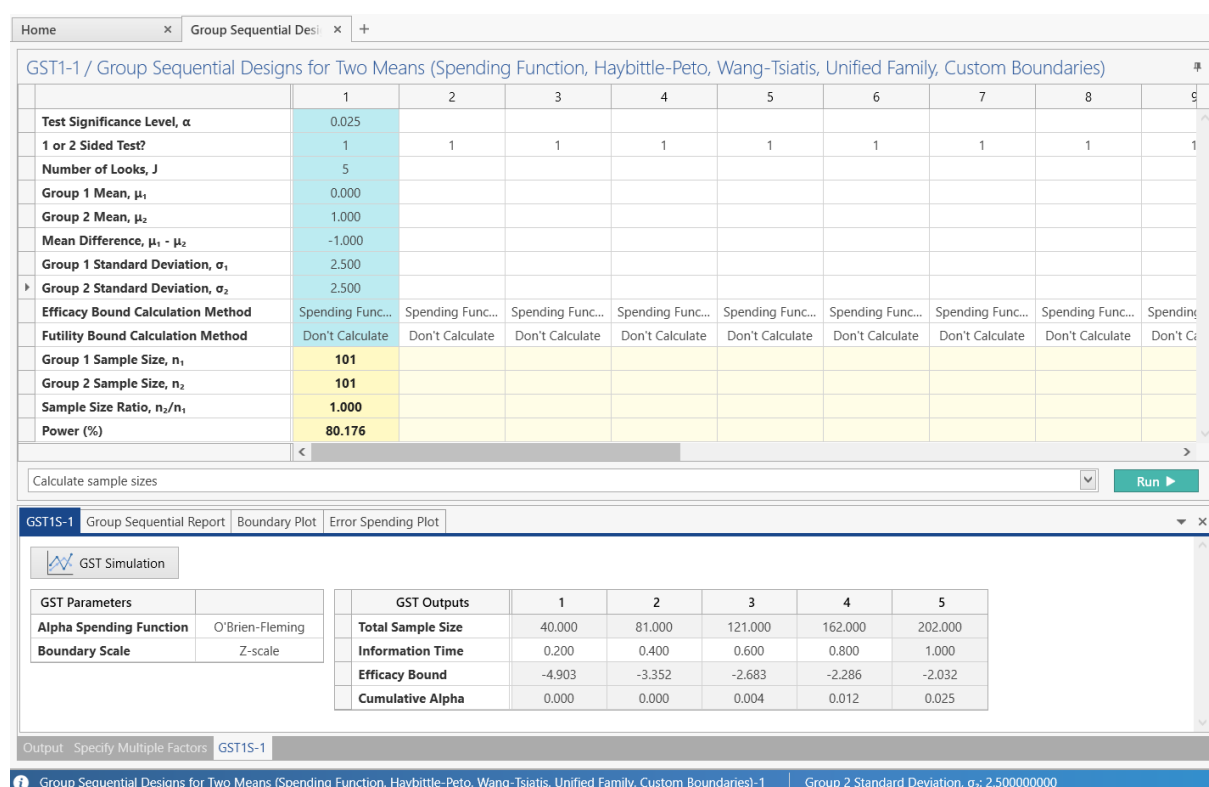 Home × Group Sequential Desi × +
GST1-1 / Group Sequential Designs for Two Means (Spending Function, Haybittle-Peto, Wang-Tsiatis, Unified Family, Custom Boundaries)
1 2 3 4 5 6 7 8 9
Test Significance Level, α 0.025
1 or 2 Sided Test? 1 1 1 1 1 1 1 1 1
Number of Looks, J 5
Group 1 Mean, μ₁ 0.000
Group 2 Mean, μ₂ 1.000
Mean Difference, μ₁ - μ₂ -1.000
Group 1 Standard Deviation, σ₁ 2.500
Group 2 Standard Deviation, σ₂ 2.500
Efficacy Bound Calculation Method Spending Func... Spending Func... Spending Func... Spending Func... Spending Func... Spending Func... Spending Func... Spending Func... Spending
Futility Bound Calculation Method Don't Calculate Don't Calculate Don't Calculate Don't Calculate Don't Calculate Don't Calculate Don't Calculate Don't Calculate Don't Ca
Group 1 Sample Size, n₁ 101
Group 2 Sample Size, n₂ 101
Sample Size Ratio, n₂/n₁ 1.000
Power (%) 80.176
Calculate sample sizes Run
GST1S-1 Group Sequential Report Boundary Plot Error Spending Plot
GST Simulation
GST Parameters GST Outputs 1 2 3 4 5
Alpha Spending Function O'Brien-Fleming Total Sample Size 40.000 81.000 121.000 162.000 202.000
Boundary Scale Z-scale Information Time 0.200 0.400 0.600 0.800 1.000
Efficacy Bound -4.903 -3.352 -2.683 -2.286 -2.032
Cumulative Alpha 0.000 0.000 0.004 0.012 0.025
Output Specify Multiple Factors GST1S-1
Group Sequential Designs for Two Means (Spending Function, Haybittle-Peto, Wang-Tsiatis, Unified Family, Custom Boundaries)-1 Group 2 Standard Deviation, σ₂: 2.500000000